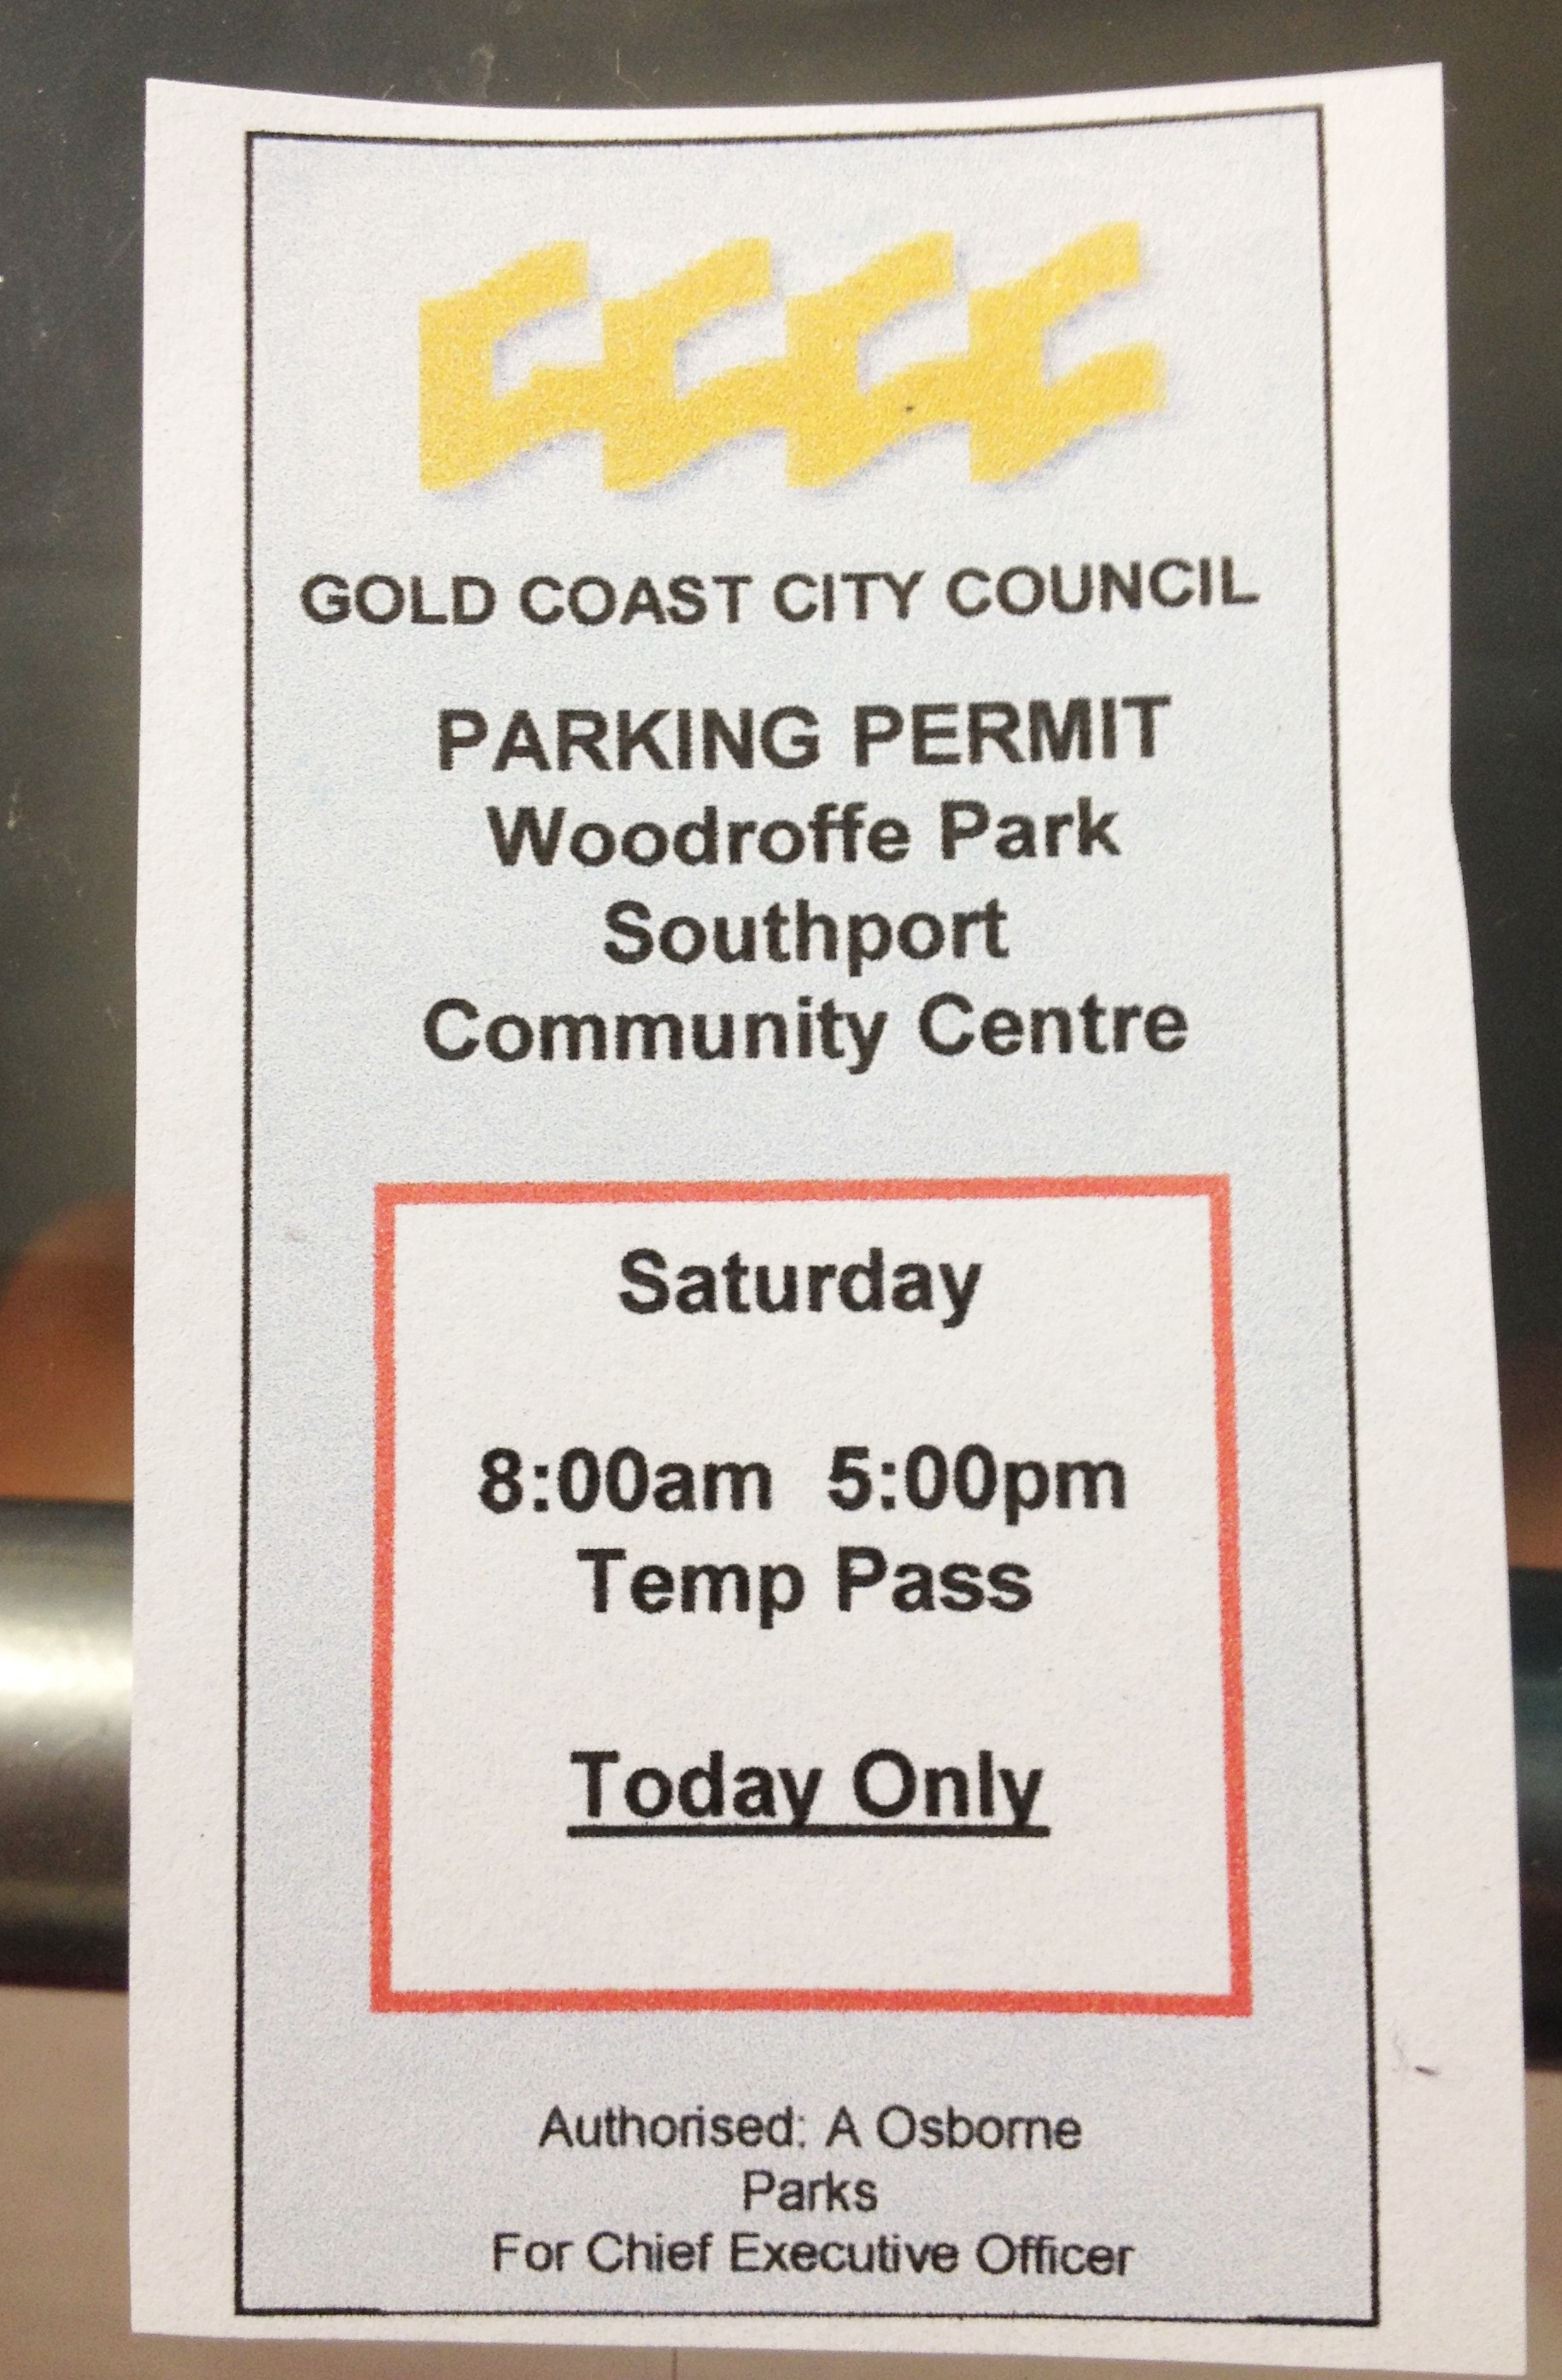 GCCC
GOLD COAST CITY COUNCIL
PARKING PERMIT
Woodroffe Park
Southport
Community Centre
Saturday
8:00am 5:00pm
Temp Pass
Today Only
Authorised: A Osborne
Parks
For Chief Executive Officer